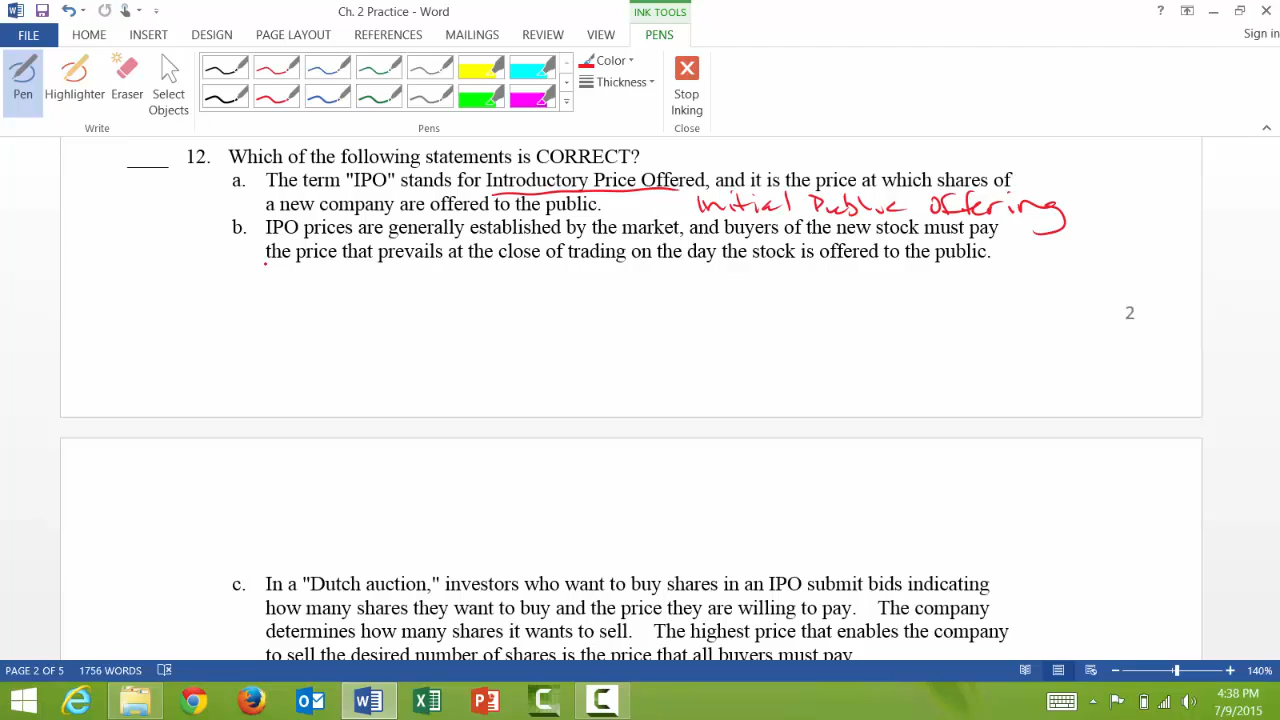 Ch. 2 Practice - Word
INK TOOLS
?
FILE
HOME
INSERT
DESIGN
PAGE LAYOUT
REFERENCES
MAILINGS
REVIEW
VIEW
PENS
Sign in
Pen
Highlighter
Eraser
Select
Objects
Color
Thickness
Stop
Inking
Write
Pens
Close
____ 12. Which of the following statements is CORRECT?
a. The term "IPO" stands for Introductory Price Offered, and it is the price at which shares of
a new company are offered to the public.
Initial Public Offering
b. IPO prices are generally established by the market, and buyers of the new stock must pay
the price that prevails at the close of trading on the day the stock is offered to the public.
2
c. In a "Dutch auction," investors who want to buy shares in an IPO submit bids indicating
how many shares they want to buy and the price they are willing to pay. The company
determines how many shares it wants to sell. The highest price that enables the company
to sell the desired number of shares is the price that all buyers must pay
PAGE 2 OF 5
1756 WORDS
140%
4:38 PM
7/9/2015